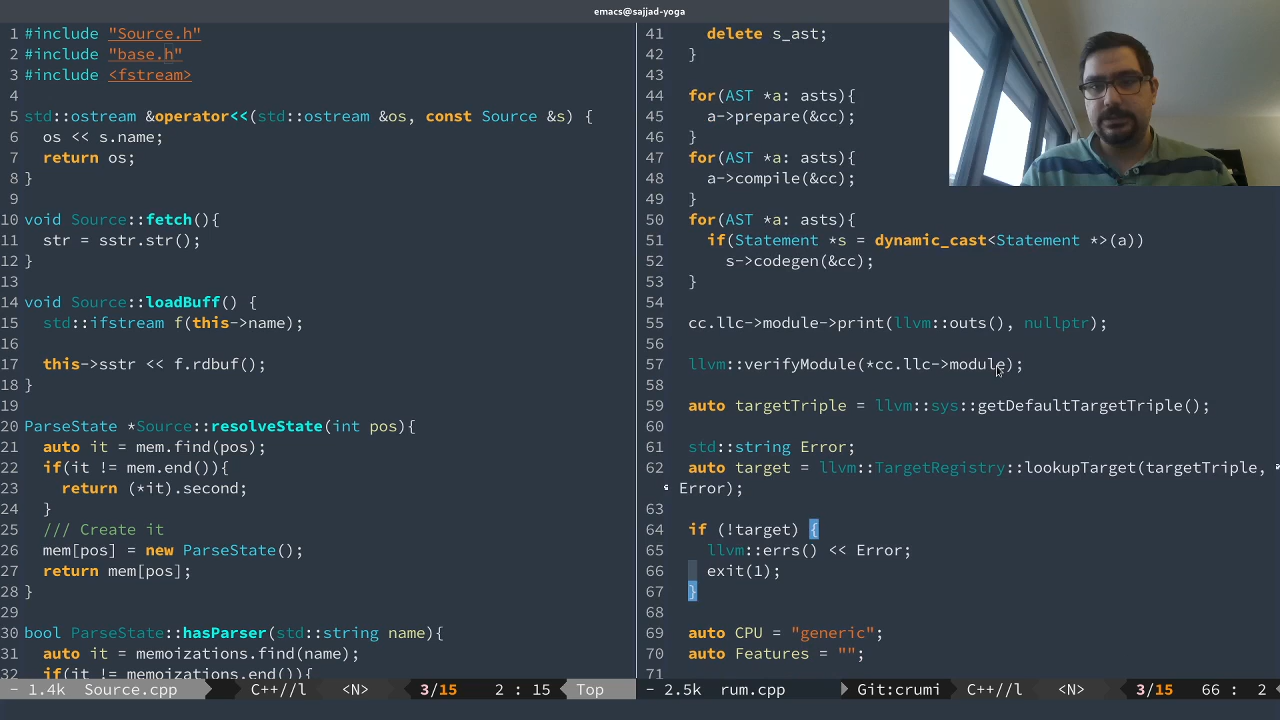 emacs@sajjad-yoga
1 #include "Source.h"
2 #include "base.h"
3 #include <fstream>
4
5 std::ostream &operator<<(std::ostream &os, const Source &s) {
6   os << s.name;
7   return os;
8 }
9
10 void Source::fetch(){
11   str = sstr.str();
12 }
13
14 void Source::loadBuff() {
15   std::ifstream f(this->name);
16
17   this->sstr << f.rdbuf();
18 }
19
20 ParseState *Source::resolveState(int pos){
21   auto it = mem.find(pos);
22   if(it != mem.end()){
23     return (*it).second;
24   }
25   /// Create it
26   mem[pos] = new ParseState();
27   return mem[pos];
28 }
29
30 bool ParseState::hasParser(std::string name){
31   auto it = memoizations.find(name);
32   if(it != memoizations.end()){
- 1.4k Source.cpp C++//l <N> 3/15 2 : 15 Top
41   delete s_ast;
42 }
43
44 for(AST *a: asts){
45   a->prepare(&cc);
46 }
47 for(AST *a: asts){
48   a->compile(&cc);
49 }
50 for(AST *a: asts){
51   if(Statement *s = dynamic_cast<Statement *>(a))
52     s->codegen(&cc);
53 }
54
55 cc.llc->module->print(llvm::outs(), nullptr);
56
57 llvm::verifyModule(*cc.llc->module);
58
59 auto targetTriple = llvm::sys::getDefaultTargetTriple();
60
61 std::string Error;
62 auto target = llvm::TargetRegistry::lookupTarget(targetTriple,
Error);
63
64 if (!target) {
65   llvm::errs() << Error;
66   exit(1);
67 }
68
69 auto CPU = "generic";
70 auto Features = "";
71
- 2.5k rum.cpp Git:crumi C++//l <N> 3/15 66 : 2